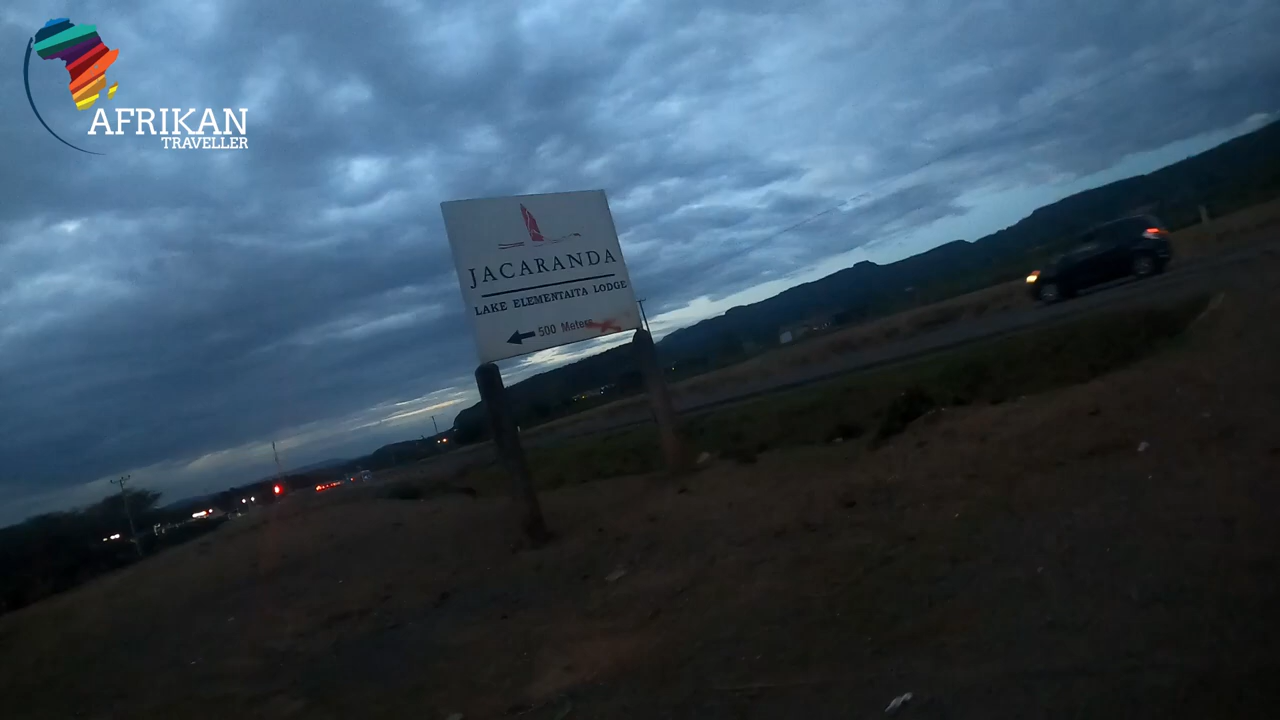 AFRIKAN
TRAVELLER
JACARANDA
LAKE ELEMENTAITA LODGE
500 Meters